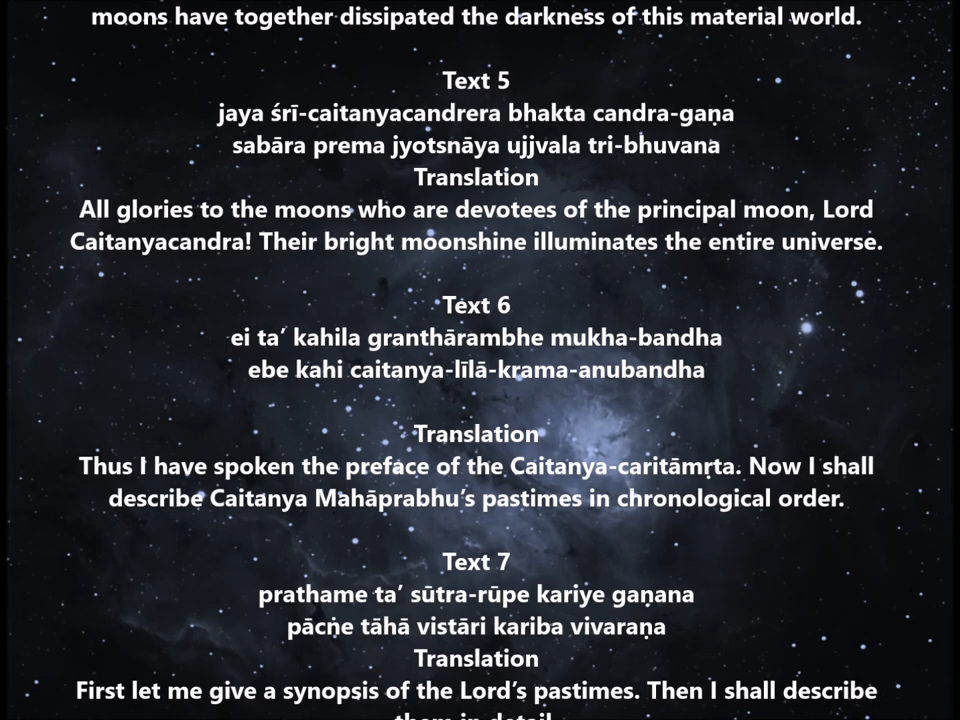 moons have together dissipated the darkness of this material world.
Text 5
jaya śrī-caitanyacandrera bhakta candra-gaṇa
sabāra prema jyotsnāya ujjvala tri-bhuvana
Translation
All glories to the moons who are devotees of the principal moon, Lord
Caitanyacandra! Their bright moonshine illuminates the entire universe.
Text 6
ei ta’ kahila granthārambhe mukha-bandha
ebe kahi caitanya-līlā-krama-anubandha
Translation
Thus I have spoken the preface of the Caitanya-caritāmṛta. Now I shall
describe Caitanya Mahāprabhu’s pastimes in chronological order.
Text 7
prathame ta’ sūtra-rūpe kariye gaṇana
pācṅe tāhā vistāri kariba vivaraṇa
Translation
First let me give a synopsis of the Lord’s pastimes. Then I shall describe
them in detail